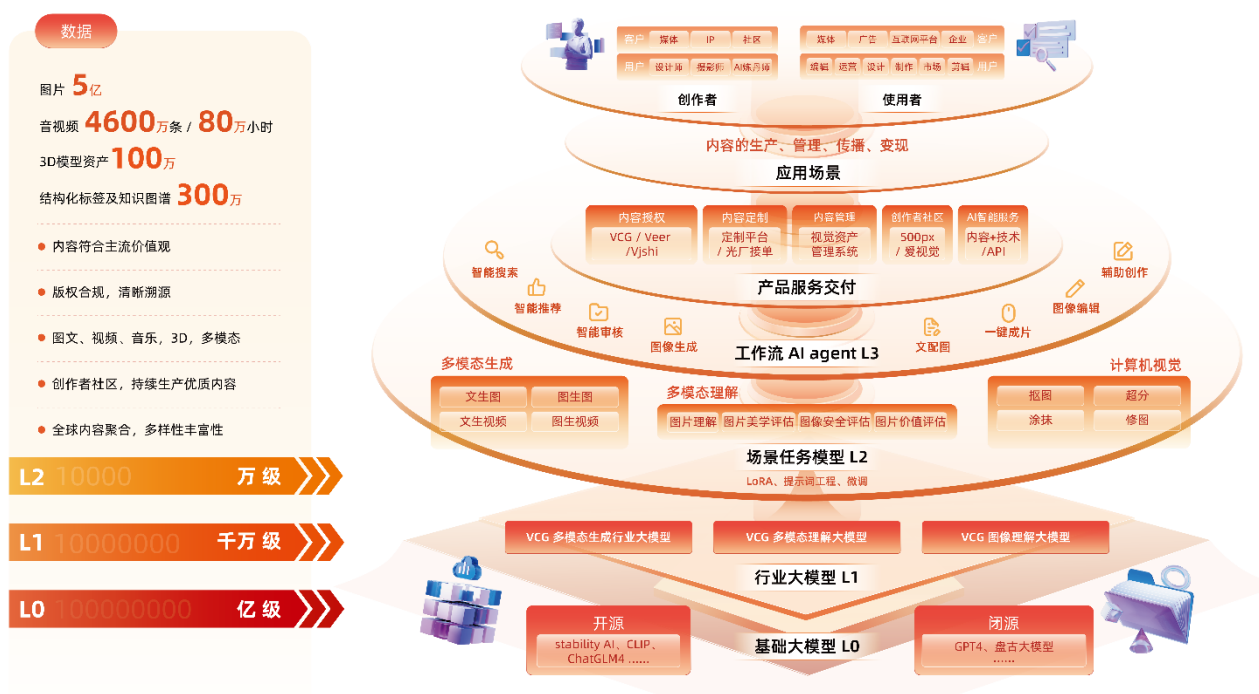 数据
图片 5亿
音视频 4600万条 / 80万小时
3D模型资产100万
结构化标签及知识图谱 300万
内容符合主流价值观
版权合规，清晰溯源
图文、视频、音乐，3D，多模态
创作者社区，持续生产优质内容
全球内容聚合，多样性丰富性
L2 10000 万级
L1 10000000 千万级
L0 100000000 亿级
客户 媒体 IP 社区
用户 设计师 摄影师 AI炼丹师
创作者
媒体 广告 互联网平台 企业 客户
编辑 运营 设计 制作 市场 剪辑 用户
使用者
内容的生产、管理、传播、变现
应用场景
内容授权
VCG / Veer
/Vjshi
内容定制
定制平台
/ 光厂接单
内容管理
视觉资产
管理系统
创作者社区
500px
/ 爱视觉
AI智能服务
内容+技术
/API
产品服务交付
智能搜索
智能推荐
智能审核
图像生成
文配图
一键成片
图像编辑
辅助创作
工作流 AI agent L3
多模态生成
文生图 图生图
文生视频 图生视频
多模态理解
图片理解 图片美学评估 图像安全评估 图片价值评估
计算机视觉
抠图 超分
涂抹 修图
场景任务模型 L2
LoRA、提示词工程、微调
VCG 多模态生成行业大模型
VCG 多模态理解大模型
VCG 图像理解大模型
行业大模型 L1
开源
stability AI、CLIP、
ChatGLM4 ......
基础大模型 L0
闭源
GPT4、盘古大模型
......